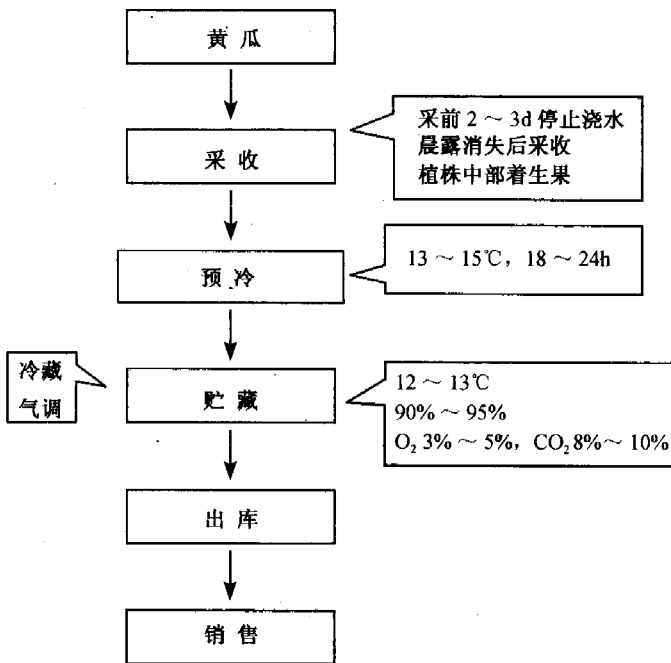 黄瓜
采收
采前 2～3d 停止浇水
晨露消失后采收
植株中部着生果
预冷
13～15℃，18～24h
冷藏
气调
贮藏
12～13℃
90%～95%
O₂ 3%～5%，CO₂ 8%～10%
出库
销售